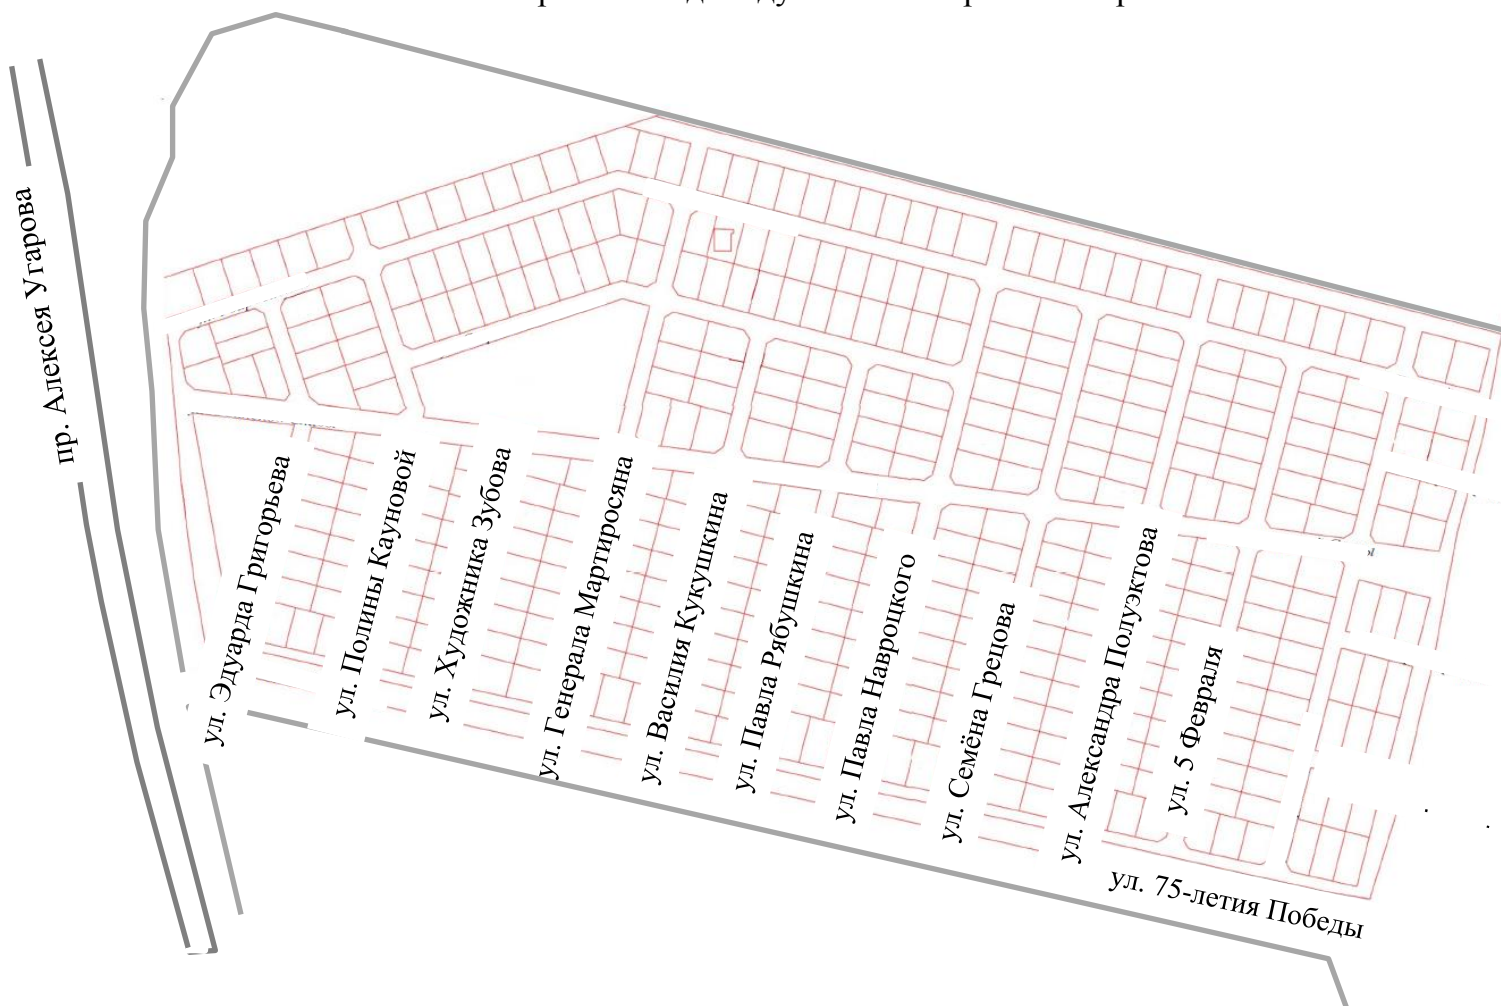 пр. Алексея Угарова
ул. Эдуарда Григорьева
ул. Полины Кауновой
ул. Художника Зубова
ул. Генерала Мартиросяна
ул. Василия Кукушкина
ул. Павла Рябушкина
ул. Павла Навроцкого
ул. Семёна Грецова
ул. Александра Полуэктова
ул. 5 Февраля
ул. 75-летия Победы